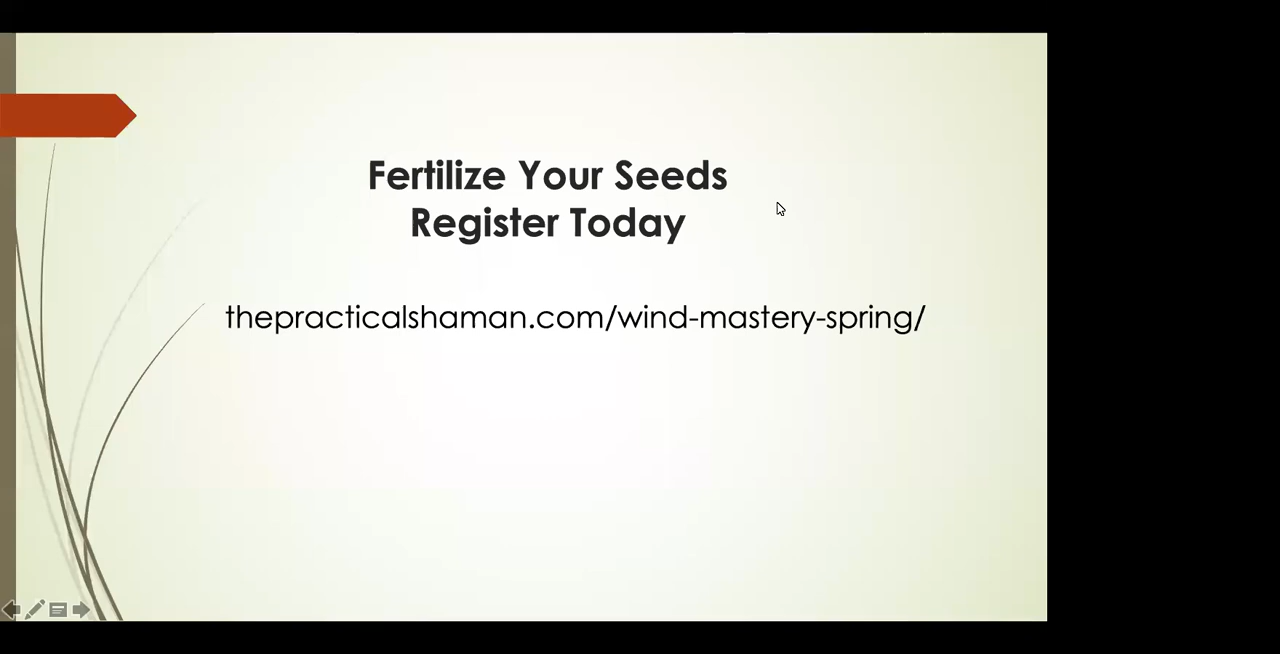 Fertilize Your Seeds
Register Today
thepracticalshaman.com/wind-mastery-spring/